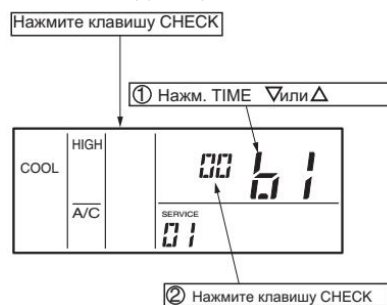 Нажмите клавишу CHECK
① Нажм. TIME ▽или△
HIGH
COOL
00 b1
A/C
SERVICE
01
② Нажмите клавишу CHECK